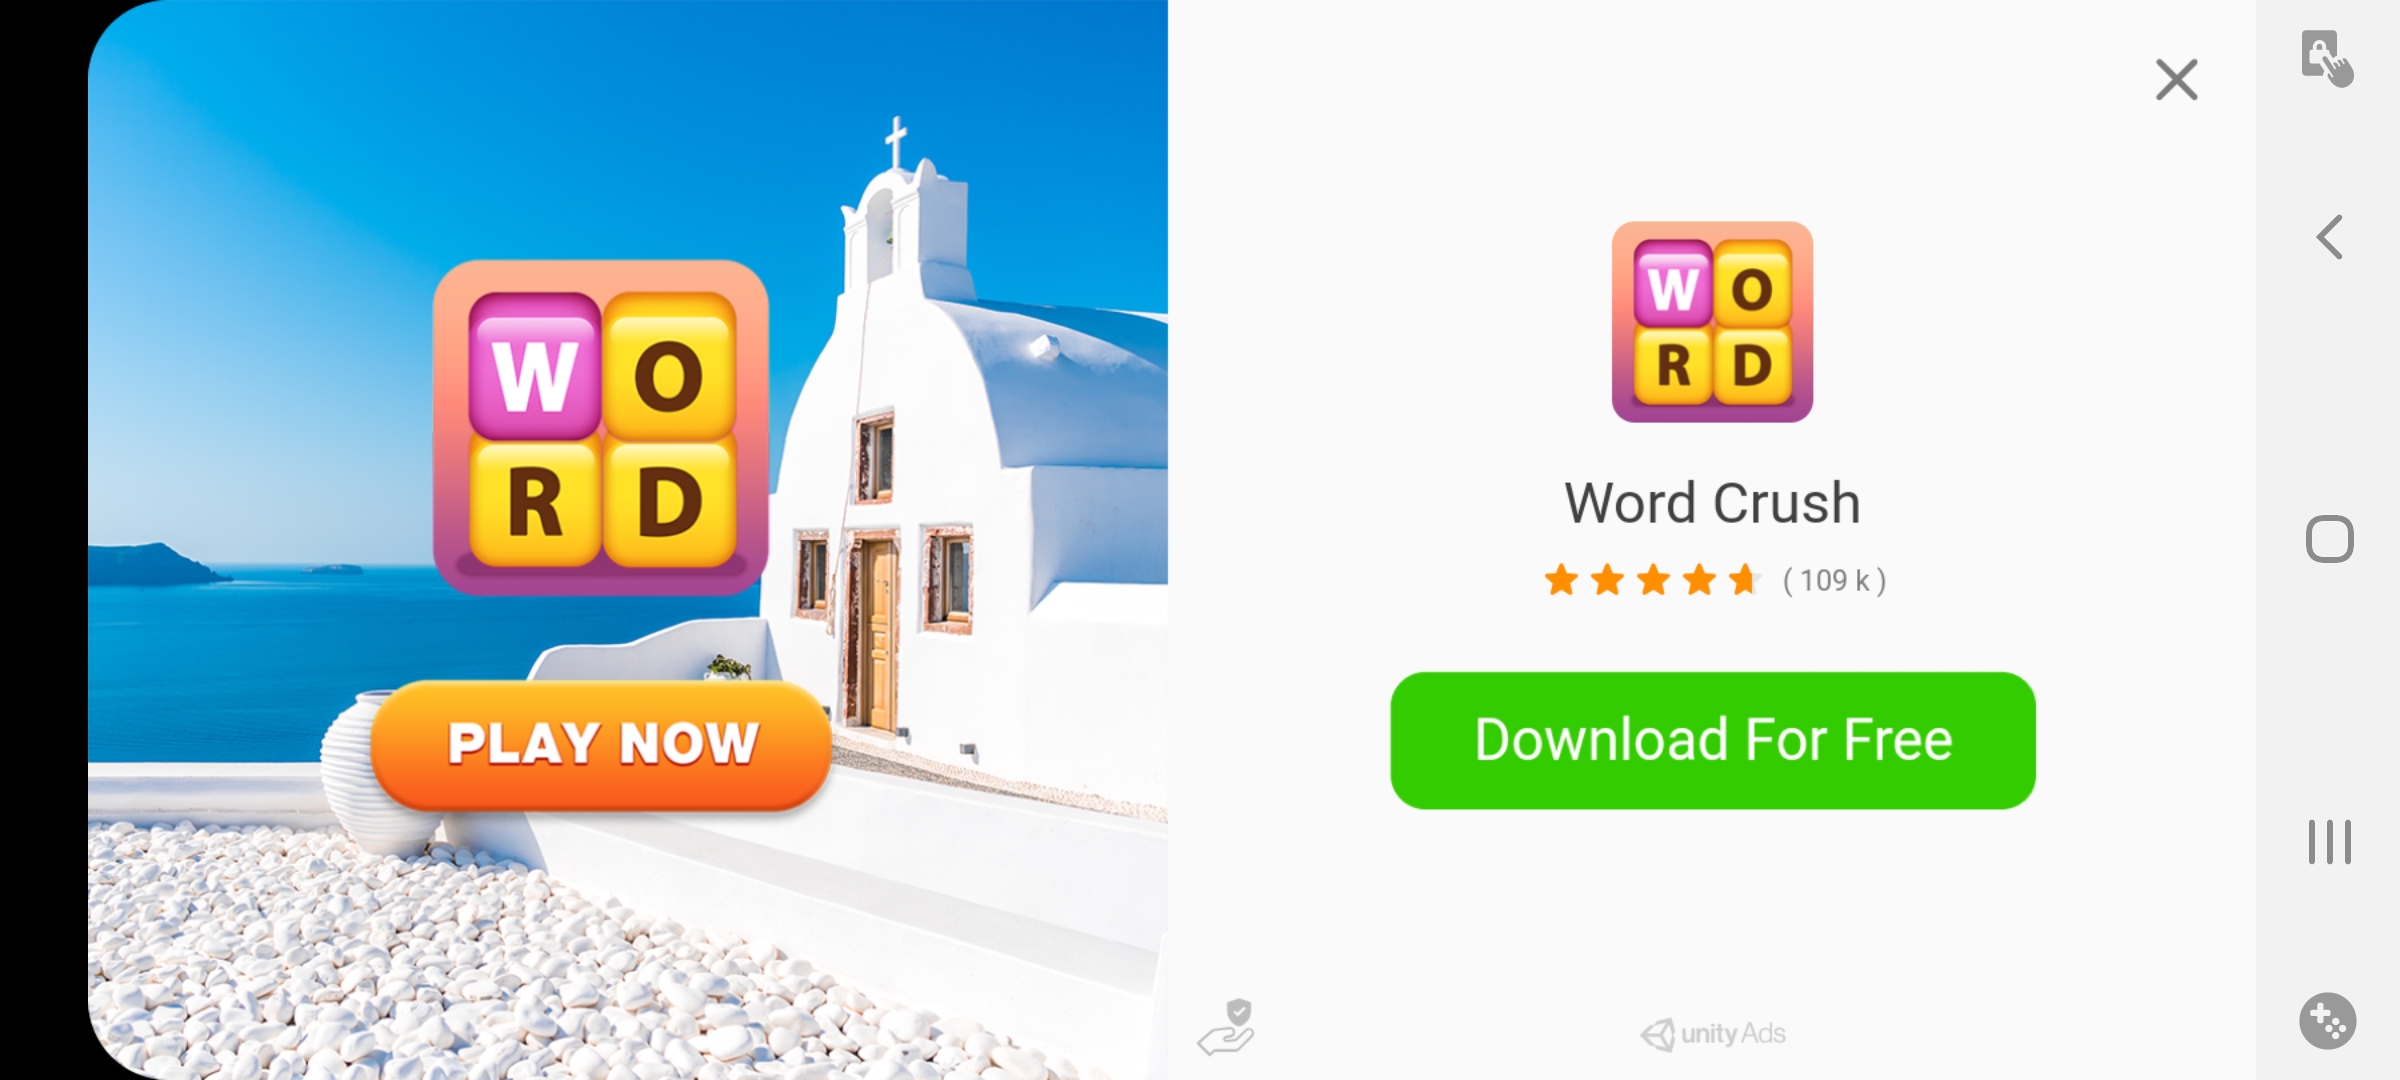 W O
R D
PLAY NOW
W O
R D
Word Crush
( 109 k )
Download For Free
unity Ads